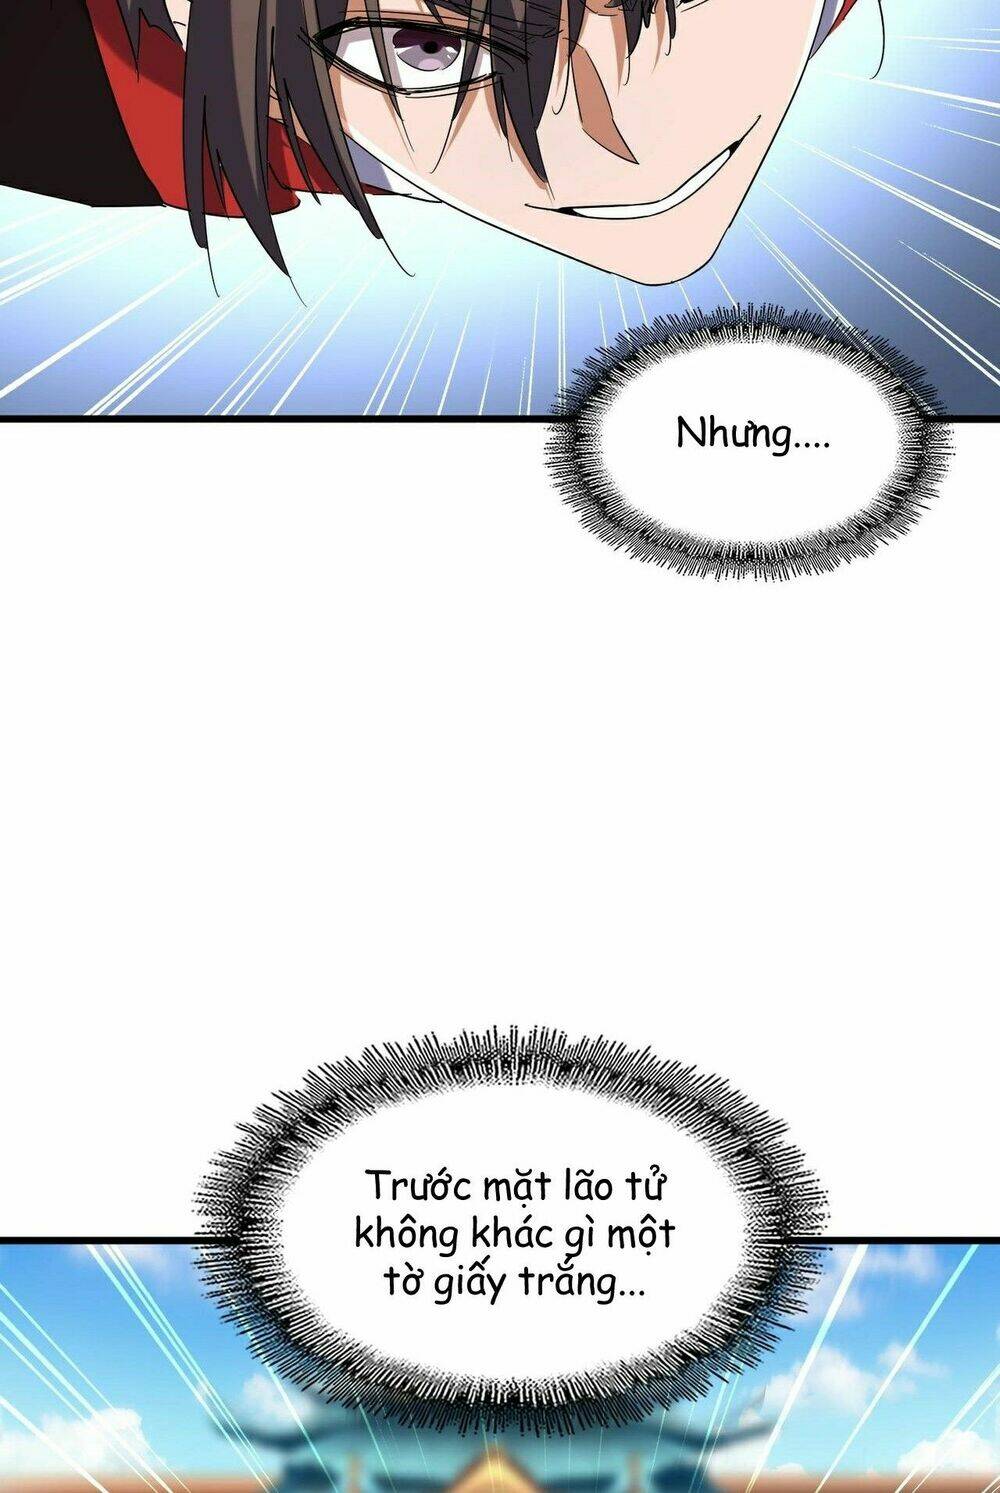 Nhưng....
Trước mặt lão tử
không khác gì một
tờ giấy trắng...